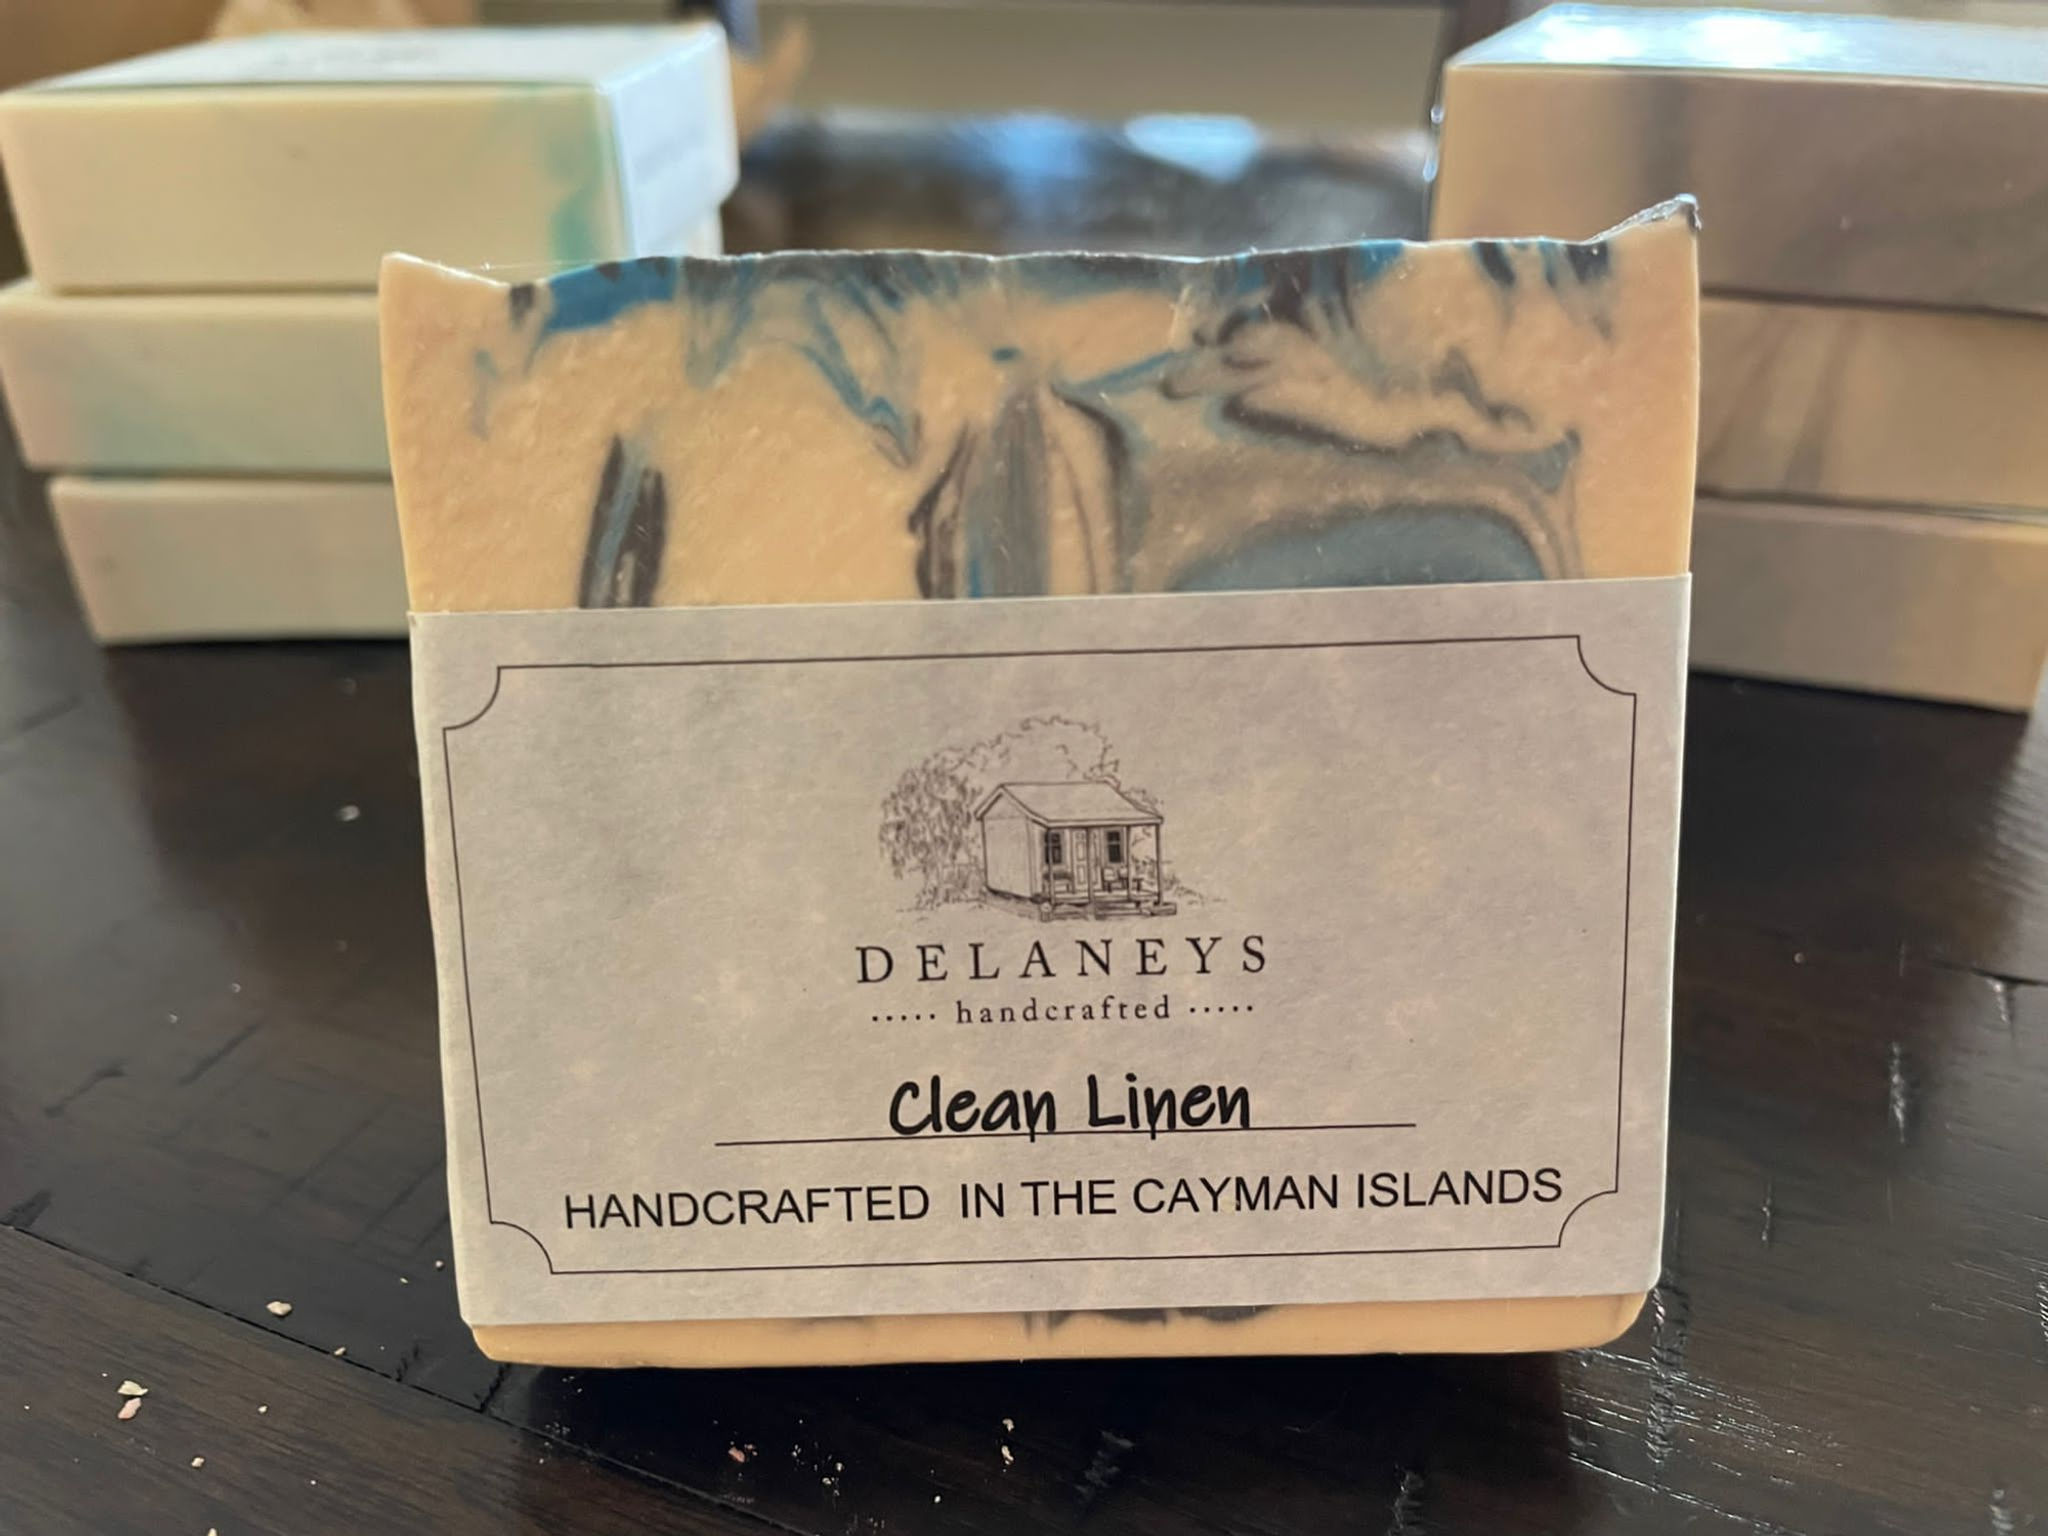 DELANEYS
····· handcrafted ·····
Clean Linen
HANDCRAFTED IN THE CAYMAN ISLANDS